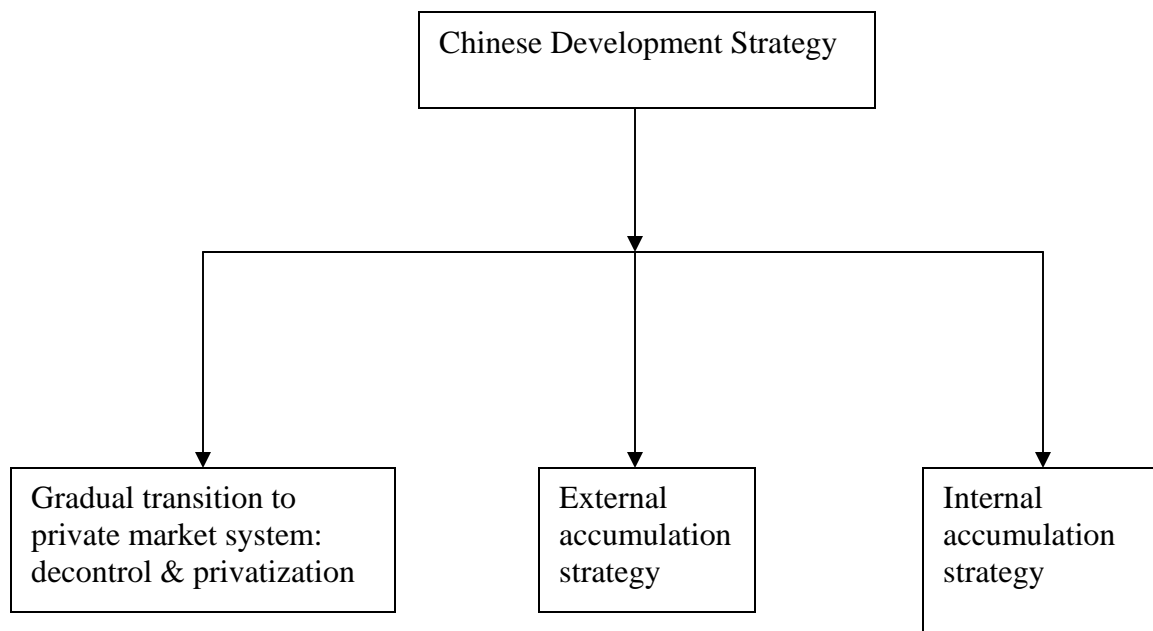 Chinese Development Strategy
Gradual transition to
private market system:
decontrol & privatization
External
accumulation
strategy
Internal
accumulation
strategy